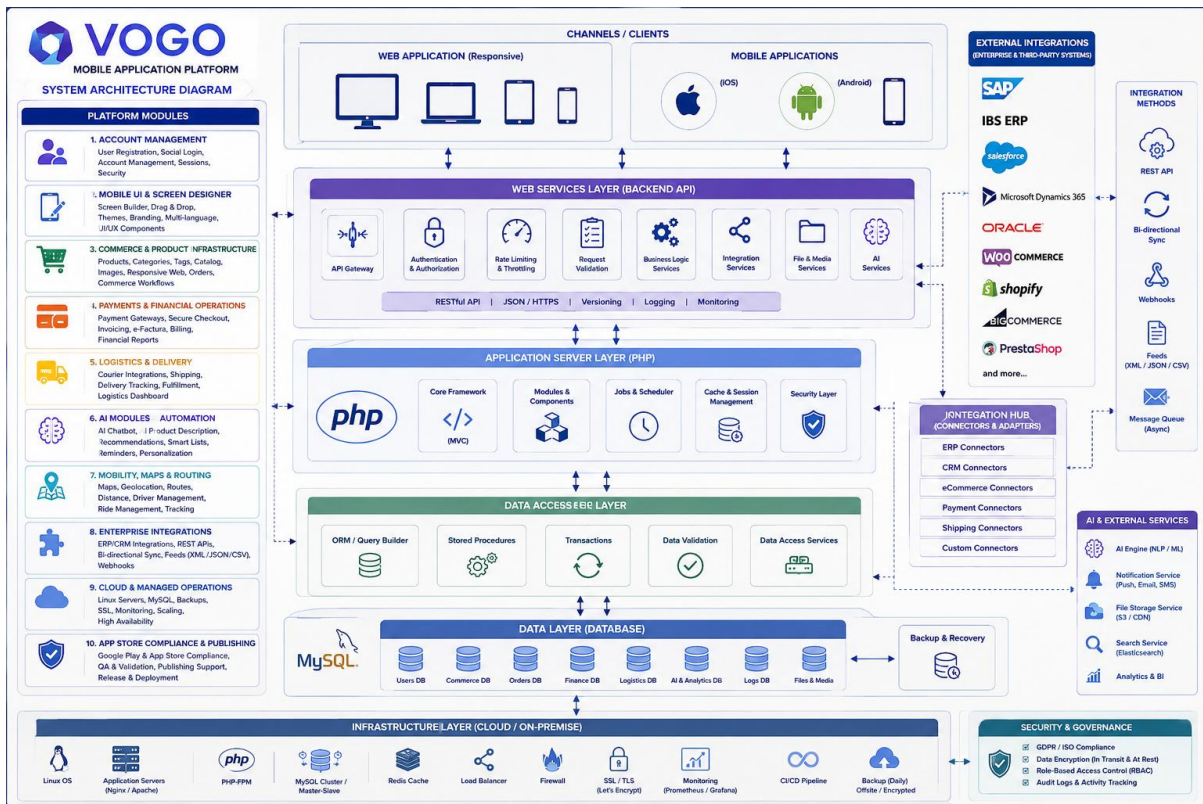 VOGO
MOBILE APPLICATION PLATFORM
SYSTEM ARCHITECTURE DIAGRAM
PLATFORM MODULES
1. ACCOUNT MANAGEMENT
User Registration, Social Login,
Account Management, Sessions,
Security
2. MOBILE UI & SCREEN DESIGNER
Screen Builder, Drag & Drop,
Themes, Branding, Multi-language,
UI/UX Components
3. COMMERCE & PRODUCT INFRASTRUCTURE
Products, Categories, Tags, Catalog,
Images, Responsive Web, Orders,
Commerce Workflows
4. PAYMENTS & FINANCIAL OPERATIONS
Payment Gateways, Secure Checkout,
Invoicing, e-Factura, Billing,
Financial Reports
5. LOGISTICS & DELIVERY
Courier Integrations, Shipping,
Delivery Tracking, Fulfillment,
Logistics Dashboard
6. AI MODULES AUTOMATION
AI Chatbot, AI Product Description,
Recommendations, Smart Lists,
Reminders, Personalization
7. MOBILITY, MAPS & ROUTING
Maps, Geolocation, Routes,
Distance, Driver Management,
Ride Management, Tracking
8. ENTERPRISE INTEGRATIONS
ERP/CRM Integrations, REST APIs,
Bi-directional Sync, Feeds (XML /JSON/CSV),
Webhooks
9. CLOUD & MANAGED OPERATIONS
Linux Servers, MySQL, Backups,
SSL, Monitoring, Scaling,
High Availability
10. APP STORE COMPLIANCE & PUBLISHING
Google Play & App Store Compliance,
QA & Validation, Publishing Support,
Release & Deployment
CHANNELS / CLIENTS
WEB APPLICATION (Responsive)
MOBILE APPLICATIONS
(iOS)
(Android)
WEB SERVICES LAYER (BACKEND API)
API Gateway
Authentication
& Authorization
Rate Limiting
& Throttling
Request
Validation
Business Logic
Services
Integration
Services
File & Media
Services
AI
Services
RESTful API | JSON / HTTPS | Versioning | Logging | Monitoring
APPLICATION SERVER LAYER (PHP)
php
Core Framework
</>
(MVC)
Modules &
Components
Jobs & Scheduler
Cache & Session
Management
Security Layer
DATA ACCESS LAYER
ORM / Query Builder
Stored Procedures
Transactions
Data Validation
Data Access Services
DATA LAYER (DATABASE)
MySQL
Users DB
Commerce DB
Orders DB
Finance DB
Logistics DB
AI & Analytics DB
Logs DB
Files & Media
Backup & Recovery
INFRASTRUCTURE LAYER (CLOUD / ON-PREMISE)
Linux OS
Application Servers
(Nginx / Apache)
php
PHP-FPM
MySQL Cluster /
Master-Slave
Redis Cache
Load Balancer
Firewall
SSL / TLS
(Let's Encrypt)
Monitoring
(Prometheus / Grafana)
CI/CD Pipeline
Backup (Daily)
Offsite / Encrypted
EXTERNAL INTEGRATIONS
(ENTERPRISE & THIRD-PARTY SYSTEMS)
SAP
IBS ERP
salesforce
Microsoft Dynamics 365
ORACLE
WOO COMMERCE
shopify
BIGCOMMERCE
PrestaShop
and more...
INTEGRATION
METHODS
REST API
Bi-directional
Sync
Webhooks
Feeds
(XML / JSON / CSV)
Message Queue
(Async)
IONTEGATION HUB
(CONNECTORS & ADAPTERS)
ERP Connectors
CRM Connectors
eCommerce Connectors
Payment Connectors
Shipping Connectors
Custom Connectors
AI & EXTERNAL SERVICES
AI Engine (NLP / ML)
Notification Service
(Push, Email, SMS)
File Storage Service
(S3 / CDN)
Search Service
(Elasticsearch)
Analytics & BI
SECURITY & GOVERNANCE
GDPR / ISO Compliance
Data Encryption (In Transit & At Rest)
Role-Based Access Control (RBAC)
Audit Logs & Activity Tracking